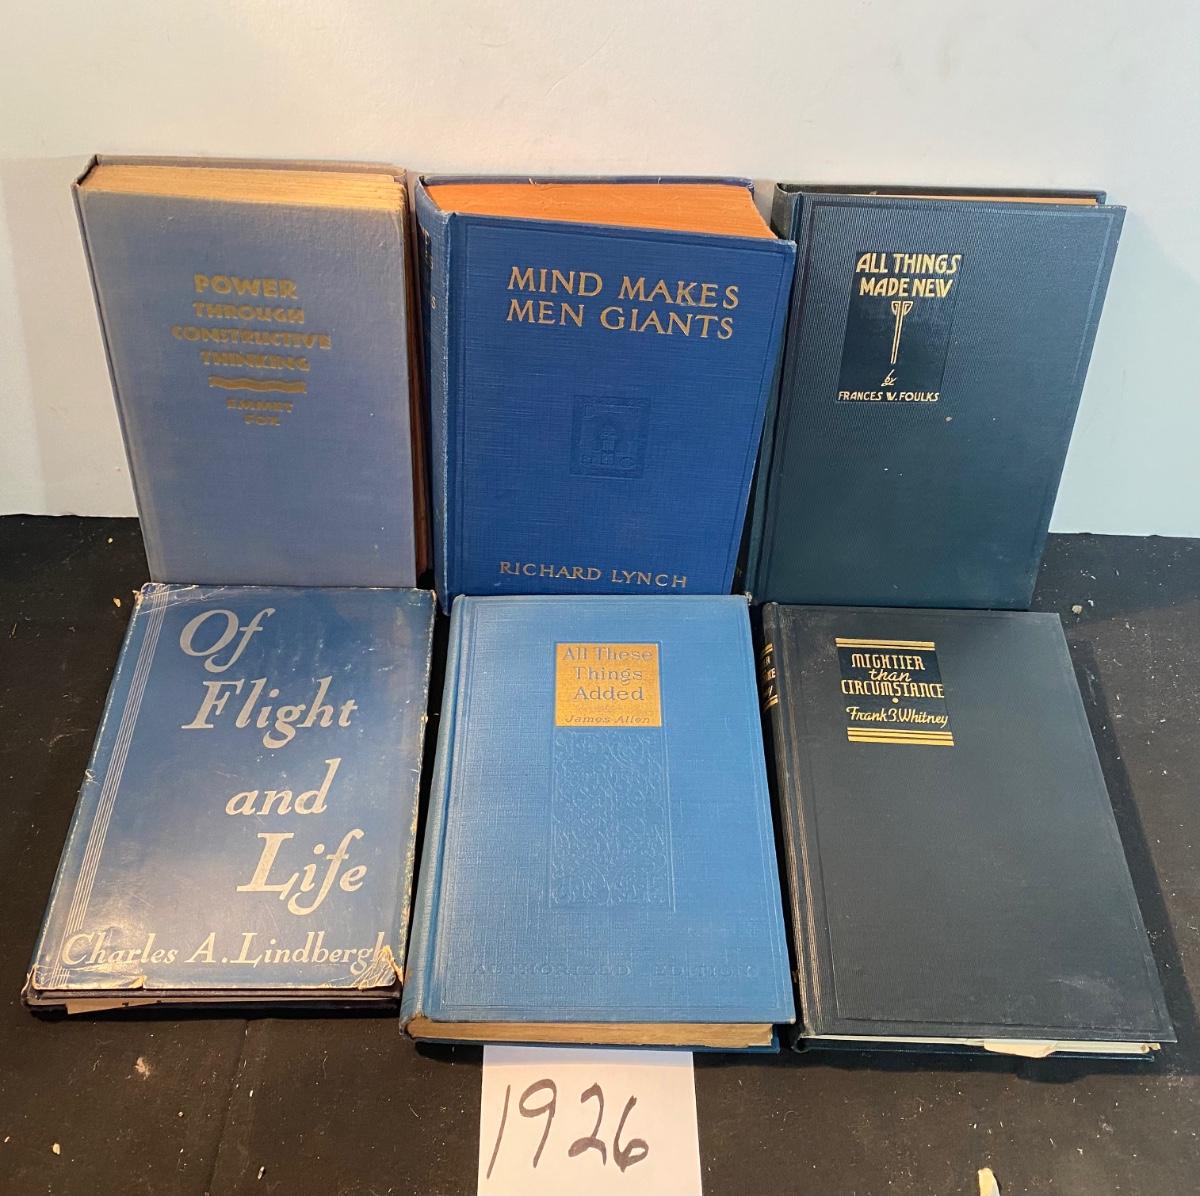 POWER
THROUGH
CONSTRUCTIVE
THINKING
EMMET
FOX
MIND MAKES
MEN GIANTS
RICHARD LYNCH
ALL THINGS
MADE NEW
by
FRANCES W. FOULKS
Of
Flight
and
Life
Charles A. Lindbergh
All These
Things
Added
James Allen
AUTHORIZED EDITION
MIGHTIER
than
CIRCUMSTANCE
Frank B. Whitney
1926